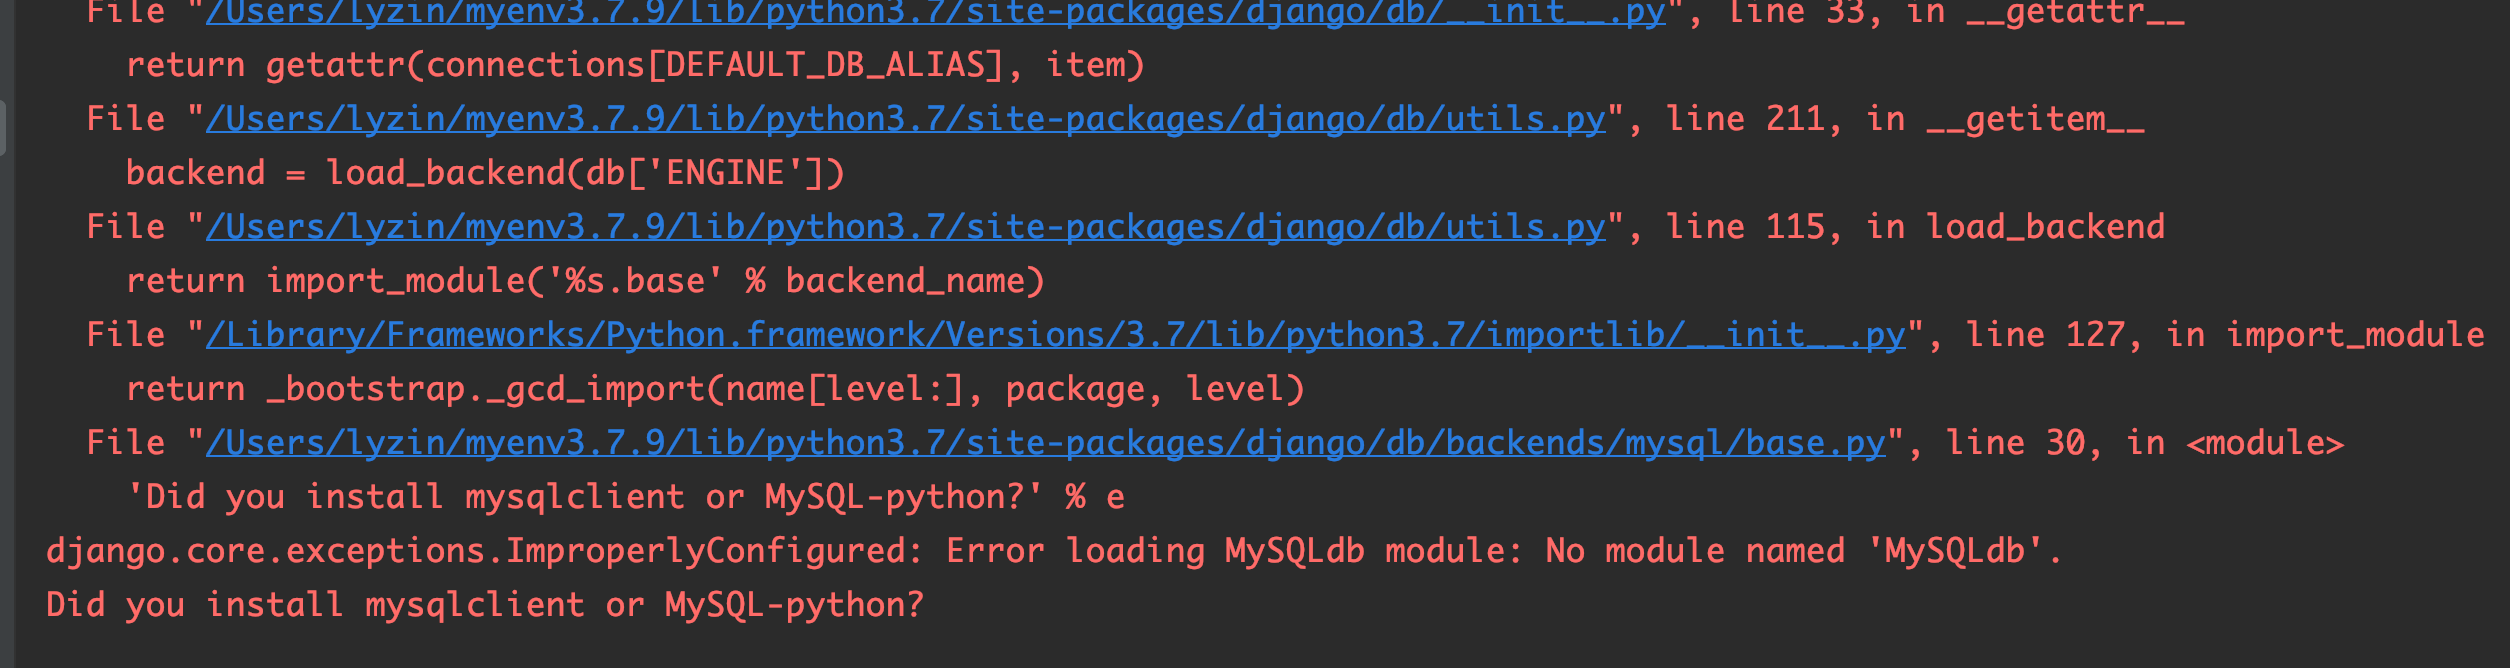 File "/Users/lyzin/myenv3.7.9/lib/python3.7/site-packages/django/db/__init__.py", line 33, in __getattr__
return getattr(connections[DEFAULT_DB_ALIAS], item)
File "/Users/lyzin/myenv3.7.9/lib/python3.7/site-packages/django/db/utils.py", line 211, in __getitem__
backend = load_backend(db['ENGINE'])
File "/Users/lyzin/myenv3.7.9/lib/python3.7/site-packages/django/db/utils.py", line 115, in load_backend
return import_module('%s.base' % backend_name)
File "/Library/Frameworks/Python.framework/Versions/3.7/lib/python3.7/importlib/__init__.py", line 127, in import_module
return _bootstrap._gcd_import(name[level:], package, level)
File "/Users/lyzin/myenv3.7.9/lib/python3.7/site-packages/django/db/backends/mysql/base.py", line 30, in <module>
'Did you install mysqlclient or MySQL-python?' % e
django.core.exceptions.ImproperlyConfigured: Error loading MySQLdb module: No module named 'MySQLdb'.
Did you install mysqlclient or MySQL-python?